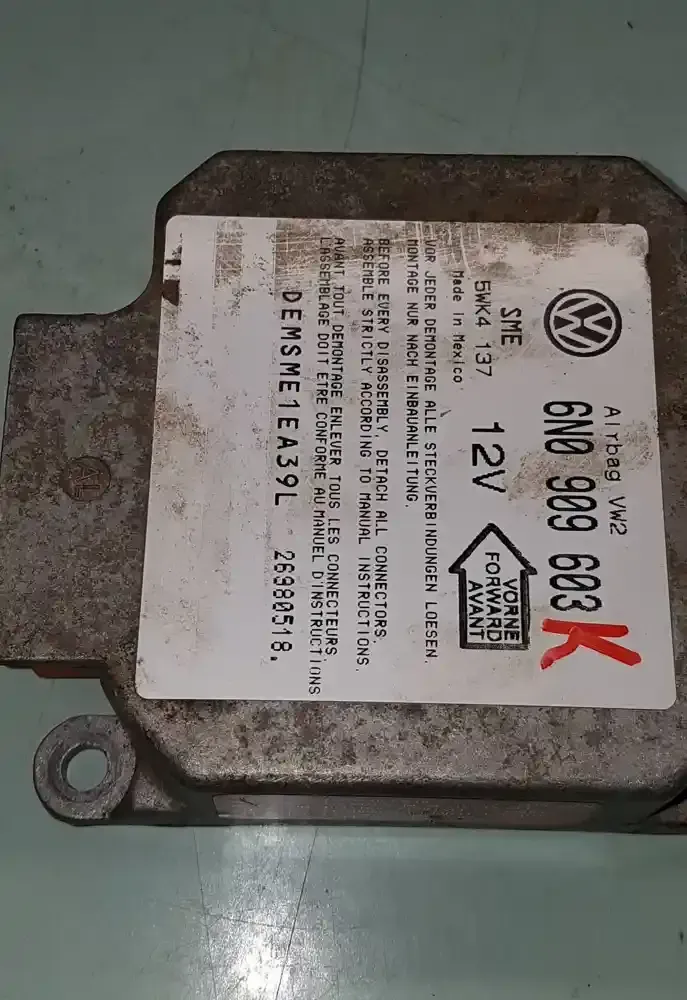 Airbag VW2
6N0 909 603 K
SME
5WK4 137
12V
Made in Mexico
VORNE
FORWARD
AVANT
VOR JEDER DEMONTAGE ALLE STECKVERBINDUNGEN LOESEN.
MONTAGE NUR NACH EINBAUANLEITUNG.
BEFORE EVERY DISASSEMBLY, DETACH ALL CONNECTORS.
ASSEMBLE STRICTLY ACCORDING TO MANUAL INSTRUCTIONS.
AVANT TOUT DEMONTAGE ENLEVER TOUS LES CONNECTEURS.
L'ASSEMBLAGE DOIT ETRE CONFORME AU MANUEL D'INSTRUCTIONS
DEMSME1EA39L 26980518.
AL